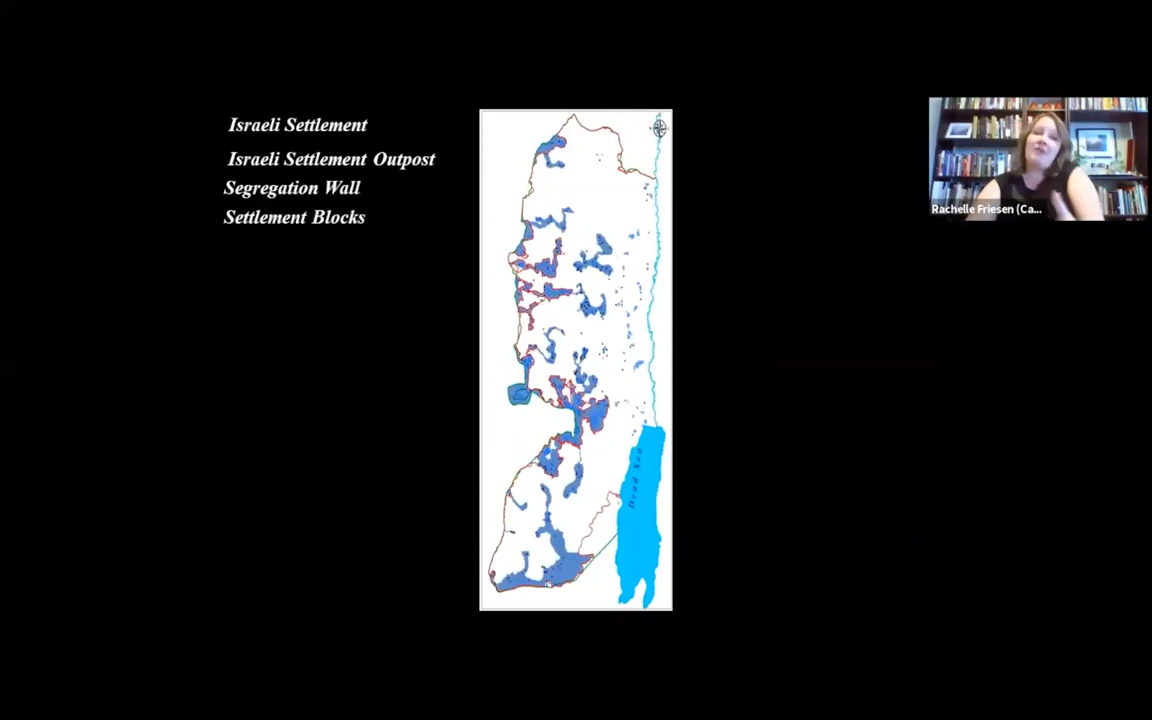 Israeli Settlement
Israeli Settlement Outpost
Segregation Wall
Settlement Blocks
Dead Sea
Rachelle Friesen (Ca...